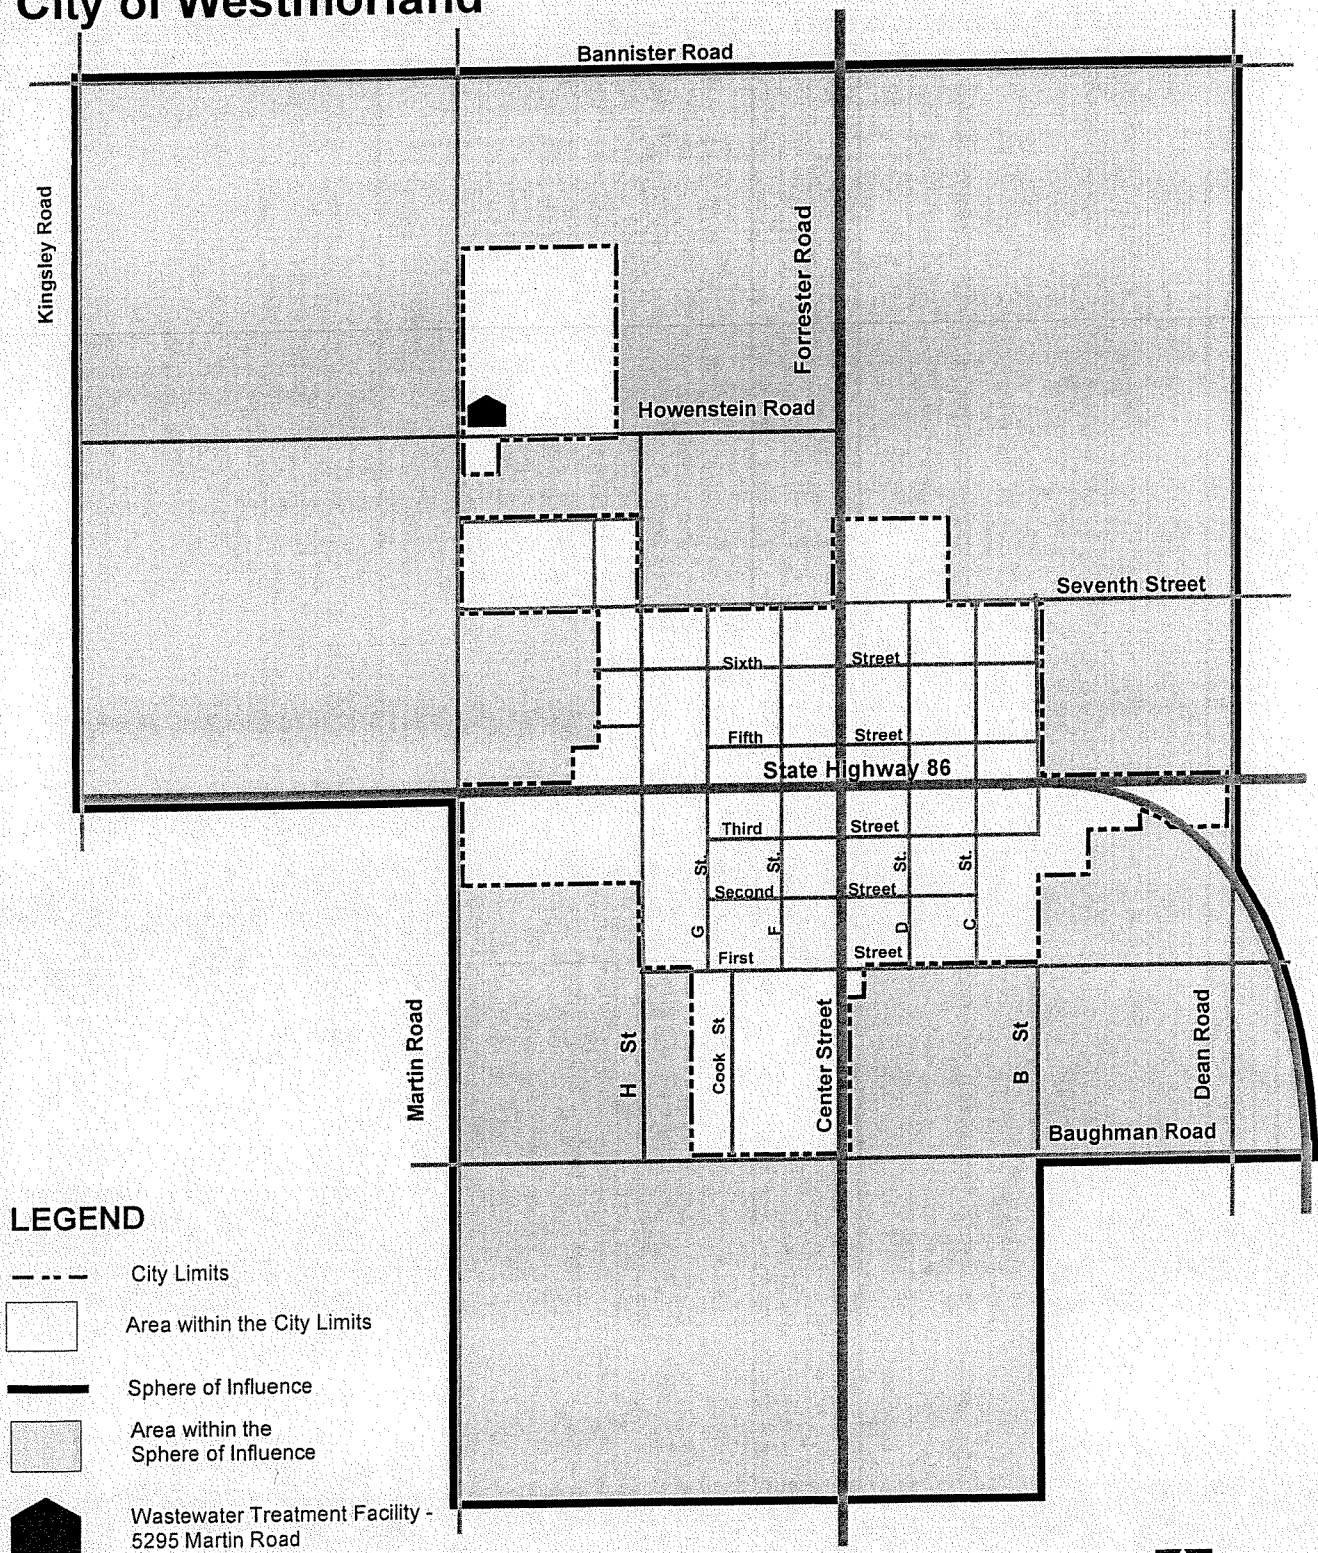 City of Westmorland
Bannister Road
Kingsley Road
Forrester Road
Howenstein Road
Seventh Street
Sixth Street
Fifth Street
State Highway 86
Third Street
G St.
F St.
D St.
C St.
Second Street
First Street
Martin Road
H St
Cook St
Center Street
B St
Dean Road
Baughman Road
LEGEND
City Limits
Area within the City Limits
Sphere of Influence
Area within the
Sphere of Influence
Wastewater Treatment Facility -
5295 Martin Road